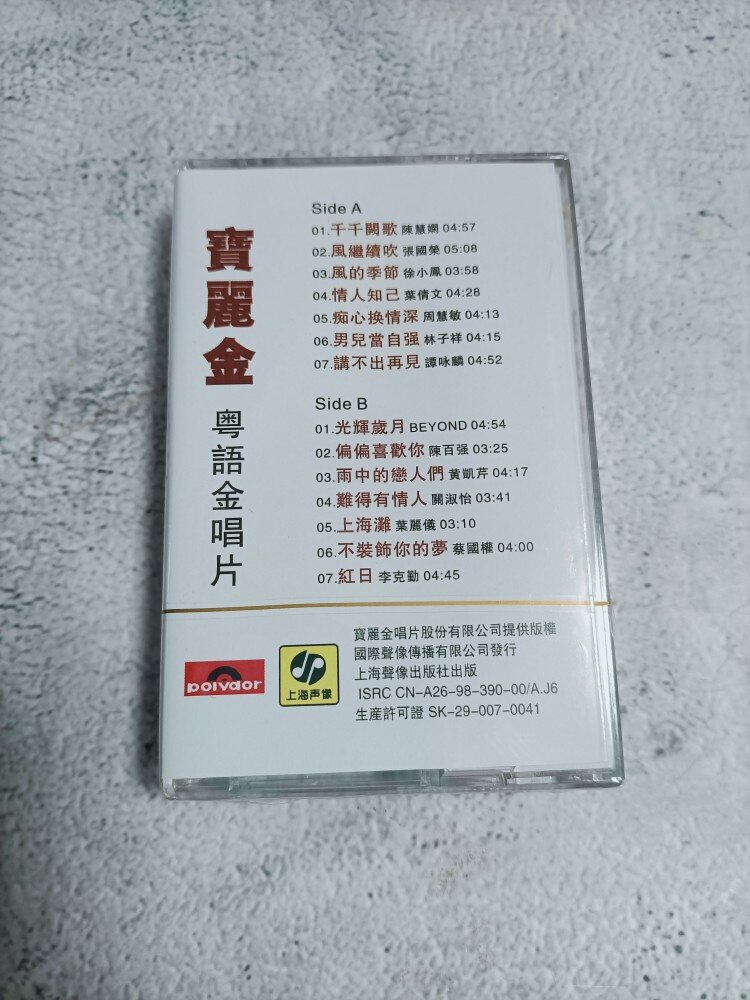 寶麗金
粵語金唱片
Side A
01.千千闕歌 陳慧嫻 04:57
02.風繼續吹 張國榮 05:08
03.風的季節 徐小鳳 03:58
04.情人知己 葉倩文 04:28
05.痴心换情深 周慧敏 04:13
06.男兒當自强 林子祥 04:15
07.講不出再見 譚咏麟 04:52
Side B
01.光輝歲月 BEYOND 04:54
02.偏偏喜歡你 陳百强 03:25
03.雨中的戀人們 黃凱芹 04:17
04.難得有情人 關淑怡 03:41
05.上海灘 葉麗儀 03:10
06.不裝飾你的夢 蔡國權 04:00
07.紅日 李克勤 04:45
polydor
上海声像
寶麗金唱片股份有限公司提供版權
國際聲像傳播有限公司發行
上海聲像出版社出版
ISRC CN-A26-98-390-00/A.J6
生産許可證 SK-29-007-0041